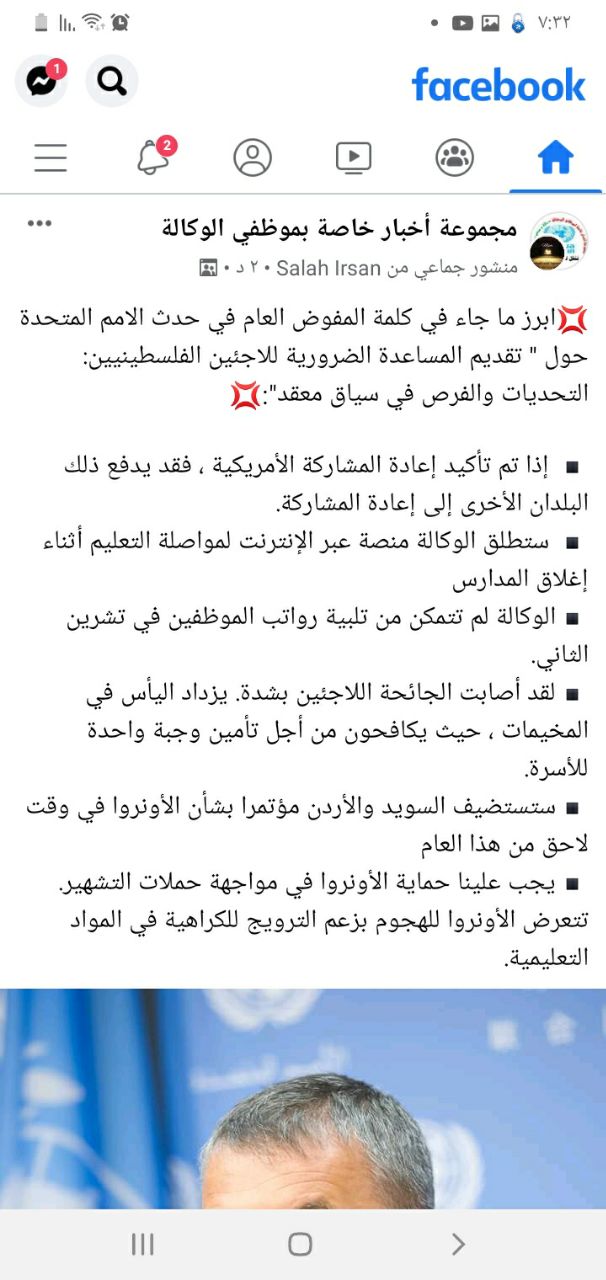 ٧:٣٢
facebook
1
2
مجموعة أخبار خاصة بموظفي الوكالة
منشور جماعي من Salah Irsan • ٢ د •
ابرز ما جاء في كلمة المفوض العام في حدث الامم المتحدة
حول " تقديم المساعدة الضرورية للاجئين الفلسطينيين:
التحديات والفرص في سياق معقد":
▪ إذا تم تأكيد إعادة المشاركة الأمريكية ، فقد يدفع ذلك
البلدان الأخرى إلى إعادة المشاركة.
▪ ستطلق الوكالة منصة عبر الإنترنت لمواصلة التعليم أثناء
إغلاق المدارس
▪ الوكالة لم تتمكن من تلبية رواتب الموظفين في تشرين
الثاني.
▪ لقد أصابت الجائحة اللاجئين بشدة. يزداد اليأس في
المخيمات ، حيث يكافحون من أجل تأمين وجبة واحدة
للأسرة.
▪ ستستضيف السويد والأردن مؤتمرا بشأن الأونروا في وقت
لاحق من هذا العام
▪ يجب علينا حماية الأونروا في مواجهة حملات التشهير.
تتعرض الأونروا للهجوم بزعم الترويج للكراهية في المواد
التعليمية.